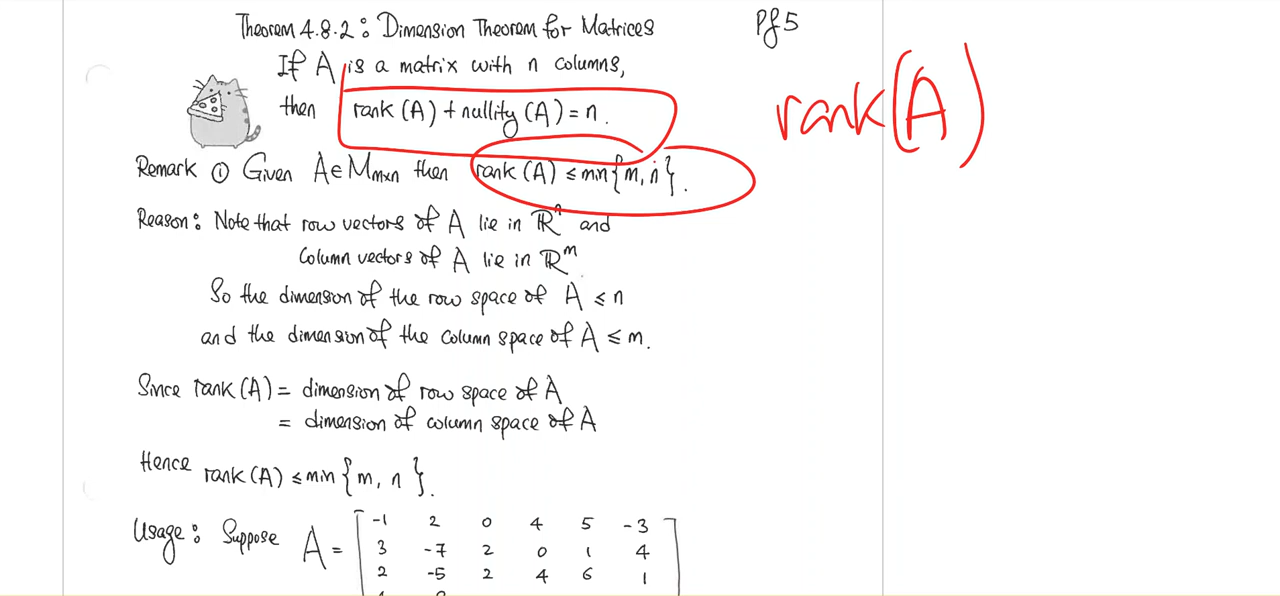 Theorem 4.8.2: Dimension Theorem for Matrices
Pg 5
If A is a matrix with n columns,
then rank (A) + nullity (A) = n.
rank(A)
Remark ① Given A ∈ Mm×n then rank (A) ≤ min {m, n}.
Reason: Note that row vectors of A lie in ℝⁿ and
Column vectors of A lie in ℝᵐ
So the dimension of the row space of A ≤ n
and the dimension of the column space of A ≤ m.
Since rank (A) = dimension of row space of A
= dimension of column space of A
Hence rank (A) ≤ min {m, n}.
Usage: Suppose A =
-1 2 0 4 5 -3
3 -7 2 0 1 4
2 -5 2 4 6 1